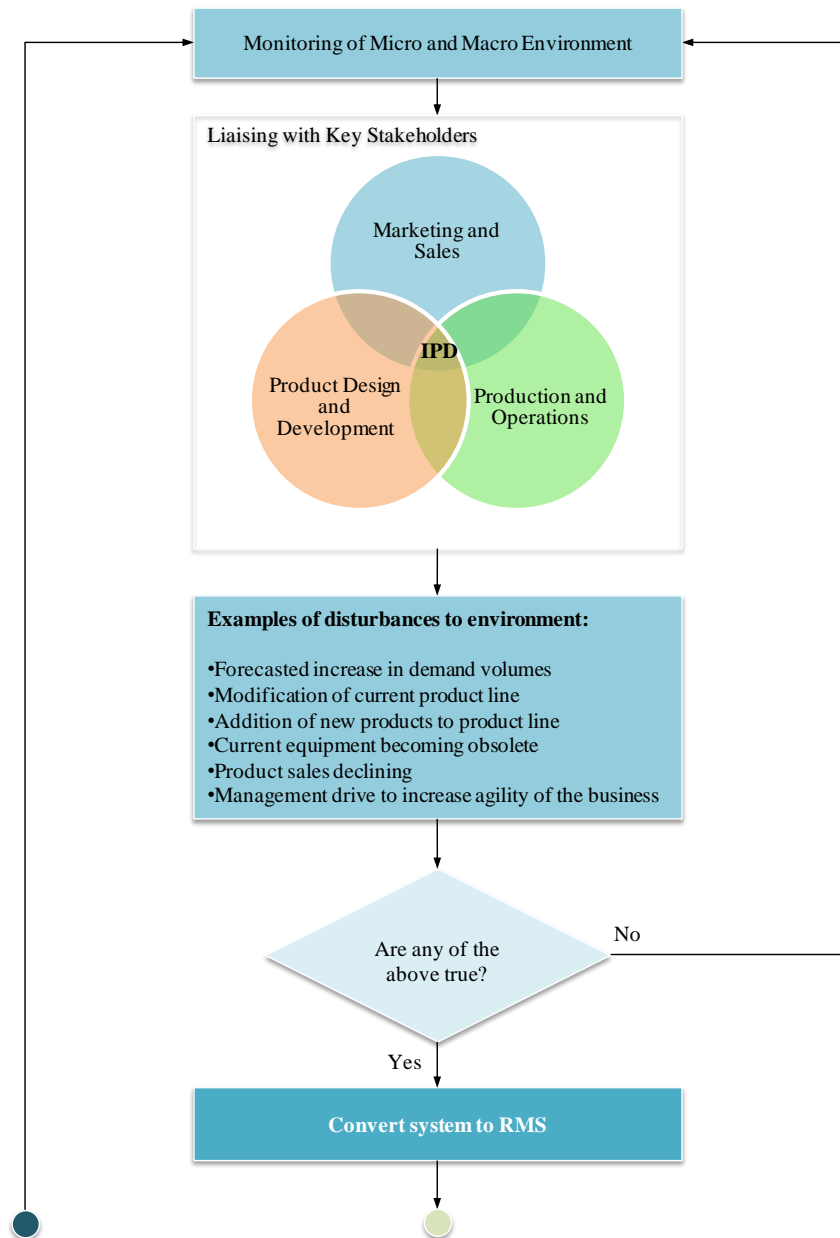 Monitoring of Micro and Macro Environment
Liaising with Key Stakeholders
Marketing and
Sales
IPD
Product Design
and
Development
Production and
Operations
Examples of disturbances to environment:
•Forecasted increase in demand volumes
•Modification of current product line
•Addition of new products to product line
•Current equipment becoming obsolete
•Product sales declining
•Management drive to increase agility of the business
Are any of the
above true?
No
Yes
Convert system to RMS